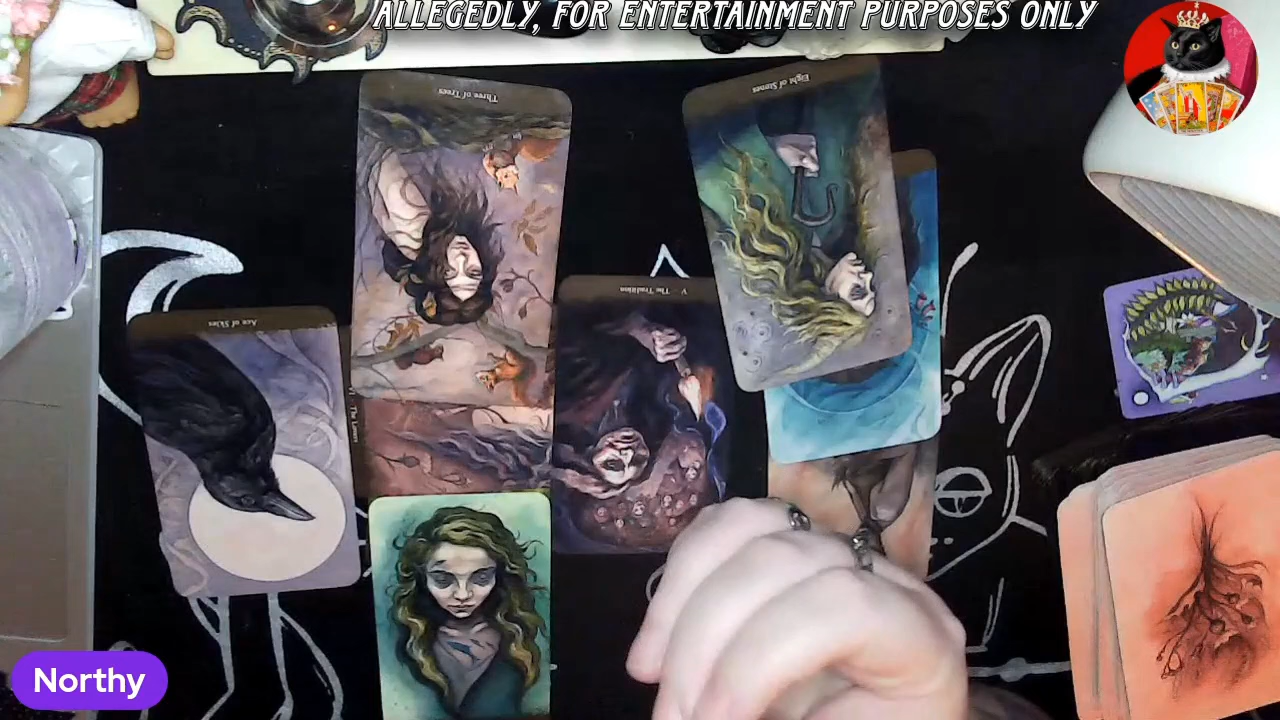 ALLEGEDLY, FOR ENTERTAINMENT PURPOSES ONLY
Three of Trees
Eight of Stones
V The Tradition
Ace of Skies
VI The Lovers
Northy